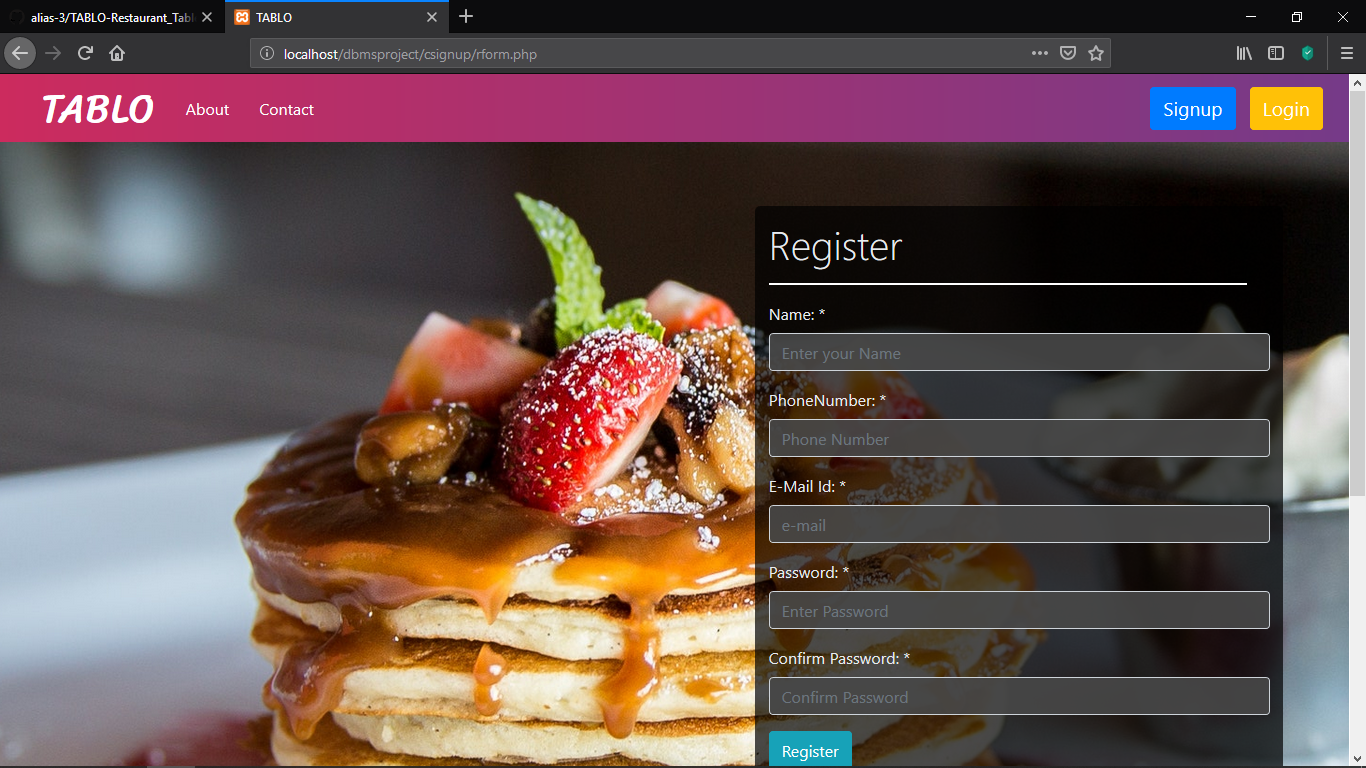 alias-3/TABLO-Restaurant_Tabl
TABLO
localhost/dbmsproject/csignup/rform.php
TABLO About Contact Signup Login
Register
Name: *
Enter your Name
PhoneNumber: *
Phone Number
E-Mail Id: *
e-mail
Password: *
Enter Password
Confirm Password: *
Confirm Password
Register